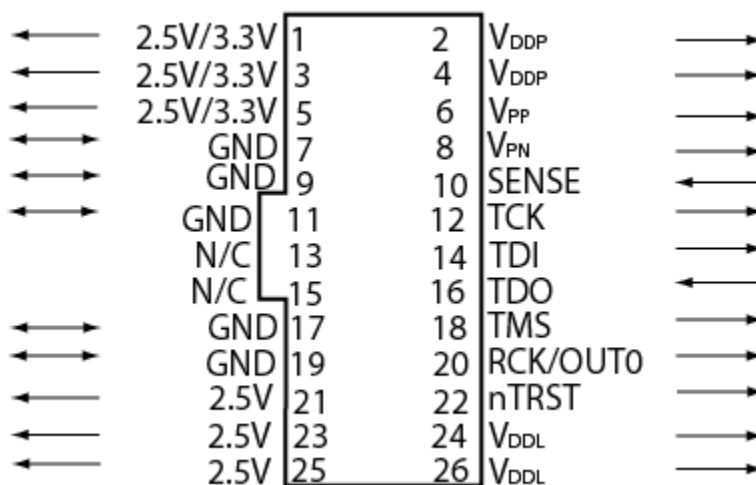 2.5V/3.3V 1 2 VDDP
2.5V/3.3V 3 4 VDDP
2.5V/3.3V 5 6 VPP
GND 7 8 VPN
GND 9 10 SENSE
GND 11 12 TCK
N/C 13 14 TDI
N/C 15 16 TDO
GND 17 18 TMS
GND 19 20 RCK/OUT0
2.5V 21 22 nTRST
2.5V 23 24 VDDL
2.5V 25 26 VDDL